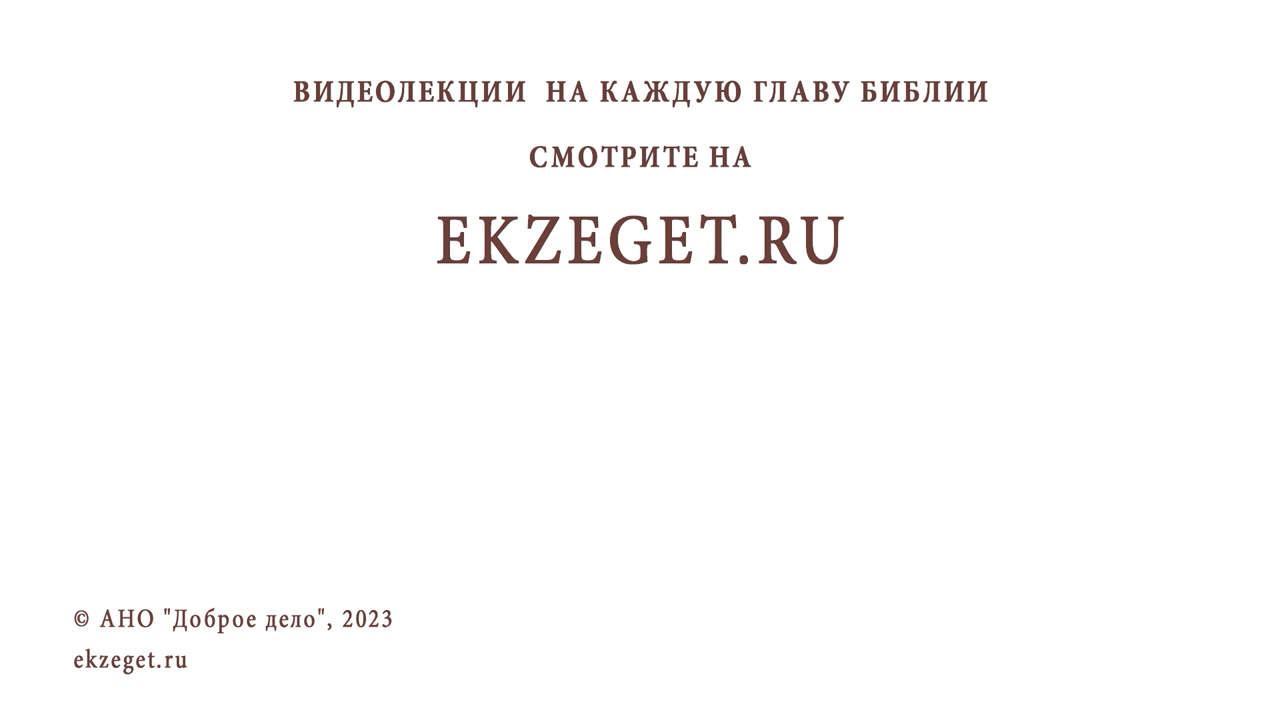 ВИДЕОЛЕКЦИИ НА КАЖДУЮ ГЛАВУ БИБЛИИ
СМОТРИТЕ НА
EKZEGET.RU
© АНО "Доброе дело", 2023
ekzeget.ru